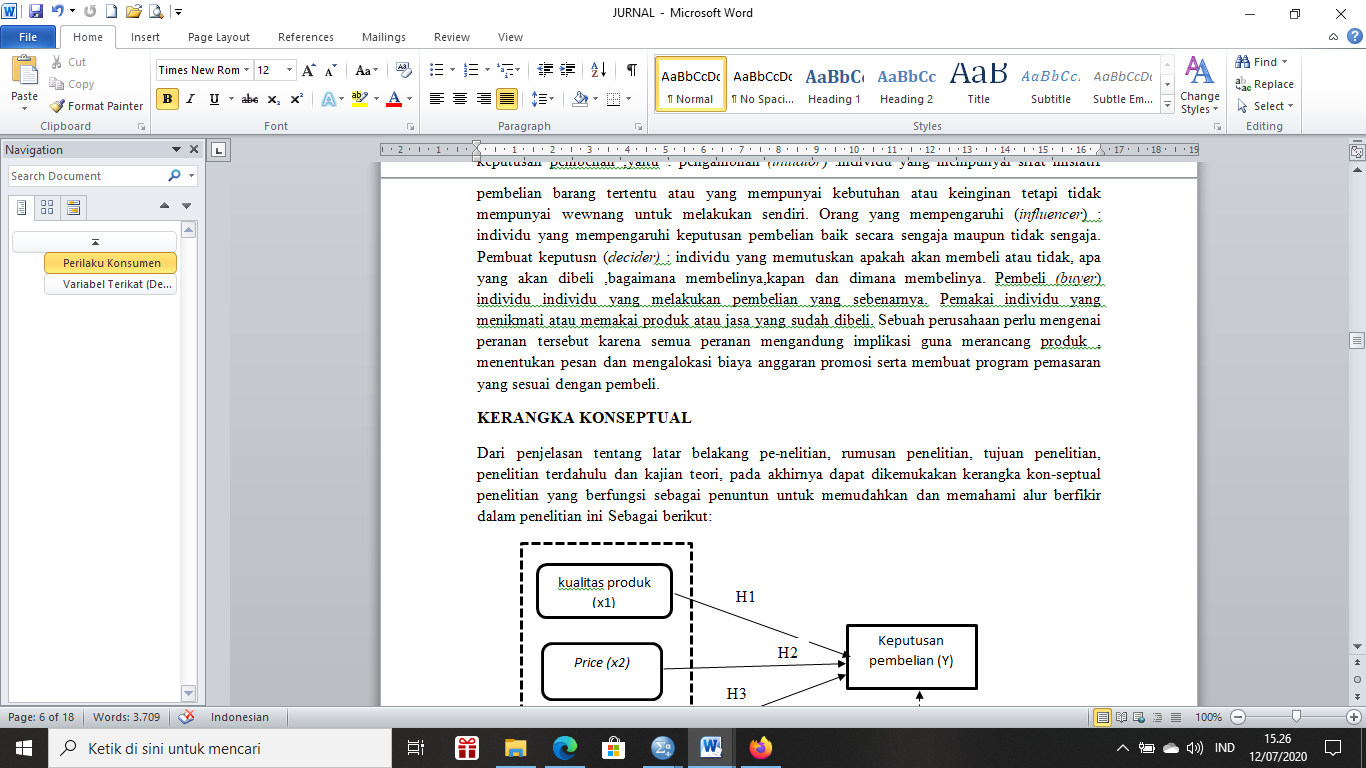 JURNAL - Microsoft Word
File Home Insert Page Layout References Mailings Review View
Paste
Cut
Copy
Format Painter
Clipboard
Times New Rom 12
Font
Paragraph
AaBbCcDc AaBbCcDc AaBbC AaBbCc AaB AaBbCc. AaBbCcDc
¶ Normal ¶ No Spaci... Heading 1 Heading 2 Title Subtitle Subtle Em...
Change Styles
Styles
Find
Replace
Select
Editing
Navigation
Search Document
Perilaku Konsumen
Variabel Terikat (De...
keputusan pembelian ,yaitu : pengambilan (initiator) :individu yang mempunyai sifat inisiatif
pembelian barang tertentu atau yang mempunyai kebutuhan atau keinginan tetapi tidak
mempunyai wewnang untuk melakukan sendiri. Orang yang mempengaruhi (influencer) :
individu yang mempengaruhi keputusan pembelian baik secara sengaja maupun tidak sengaja.
Pembuat keputusn (decider) : individu yang memutuskan apakah akan membeli atau tidak, apa
yang akan dibeli ,bagaimana membelinya,kapan dan dimana membelinya. Pembeli (buyer)
individu individu yang melakukan pembelian yang sebenarnya. Pemakai individu yang
menikmati atau memakai produk atau jasa yang sudah dibeli. Sebuah perusahaan perlu mengenai
peranan tersebut karena semua peranan mengandung implikasi guna merancang produk ,
menentukan pesan dan mengalokasi biaya anggaran promosi serta membuat program pemasaran
yang sesuai dengan pembeli.
KERANGKA KONSEPTUAL
Dari penjelasan tentang latar belakang pe-nelitian, rumusan penelitian, tujuan penelitian,
penelitian terdahulu dan kajian teori, pada akhirnya dapat dikemukakan kerangka kon-septual
penelitian yang berfungsi sebagai penuntun untuk memudahkan dan memahami alur berfikir
dalam penelitian ini Sebagai berikut:
kualitas produk
(x1)
H1
Price (x2)
H2
H3
Keputusan
pembelian (Y)
Page: 6 of 18 Words: 3.709 Indonesian 100%
Ketik di sini untuk mencari
IND
15.26
12/07/2020